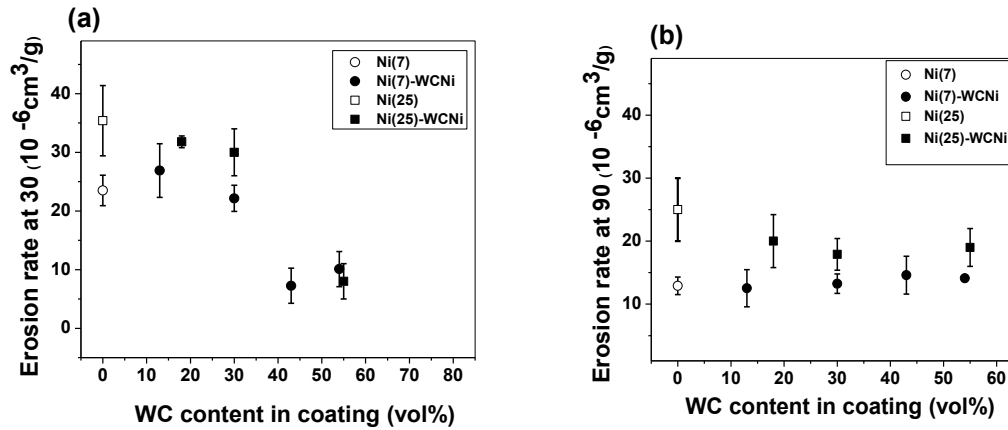 (a)
Ni(7)
Ni(7)-WCNi
Ni(25)
Ni(25)-WCNi
Erosion rate at 30 (10 -6cm3/g)
40
30
20
10
0
0 10 20 30 40 50 60 70 80
WC content in coating (vol%)
(b)
Ni(7)
Ni(7)-WCNi
Ni(25)
Ni(25)-WCNi
Erosion rate at 90 (10 -6cm3/g)
40
30
20
10
0 10 20 30 40 50 60
WC content in coating (vol%)